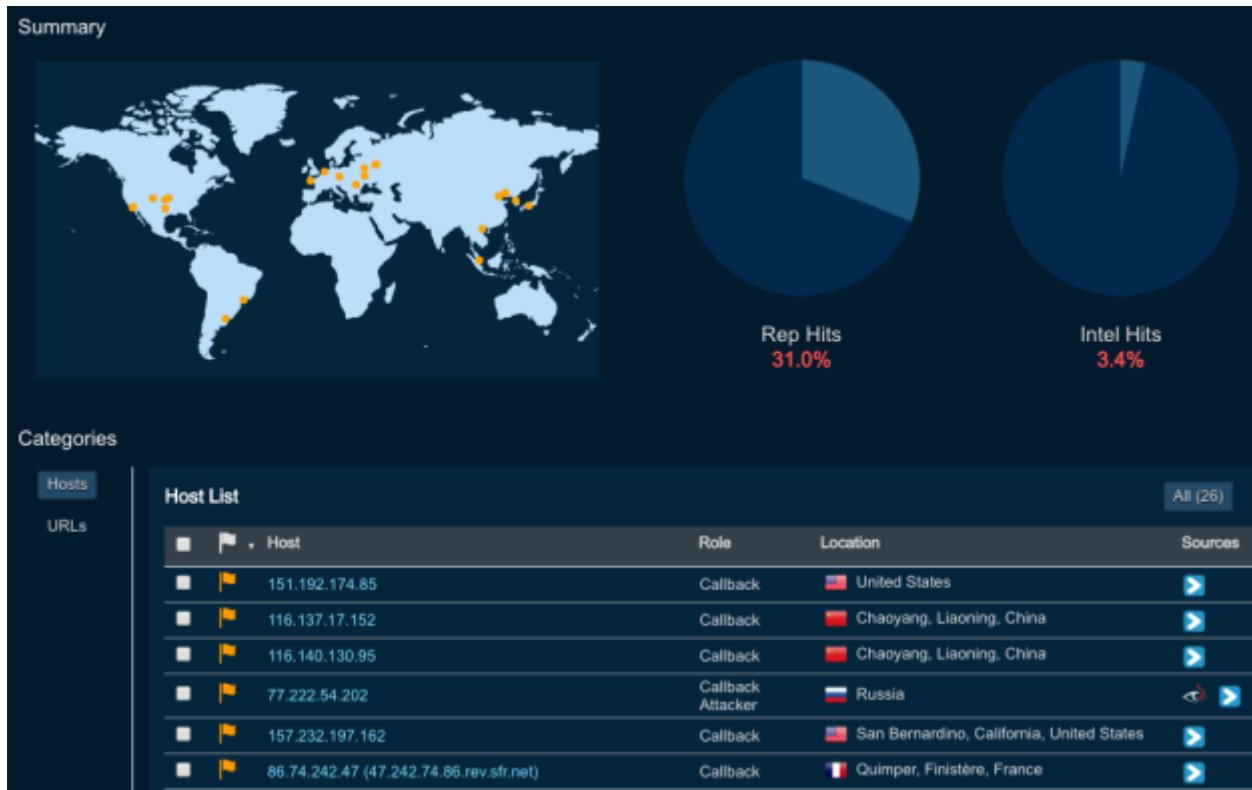 Summary
Rep Hits
31.0%
Intel Hits
3.4%
Categories
Hosts
URLs
Host List
All (26)
Host Role Location Sources
151.192.174.85 Callback United States
116.137.17.152 Callback Chaoyang, Liaoning, China
116.140.130.95 Callback Chaoyang, Liaoning, China
77.222.54.202 Callback Attacker Russia
157.232.197.162 Callback San Bernardino, California, United States
86.74.242.47 (47.242.74.86.rev.sfr.net) Callback Quimper, Finistère, France